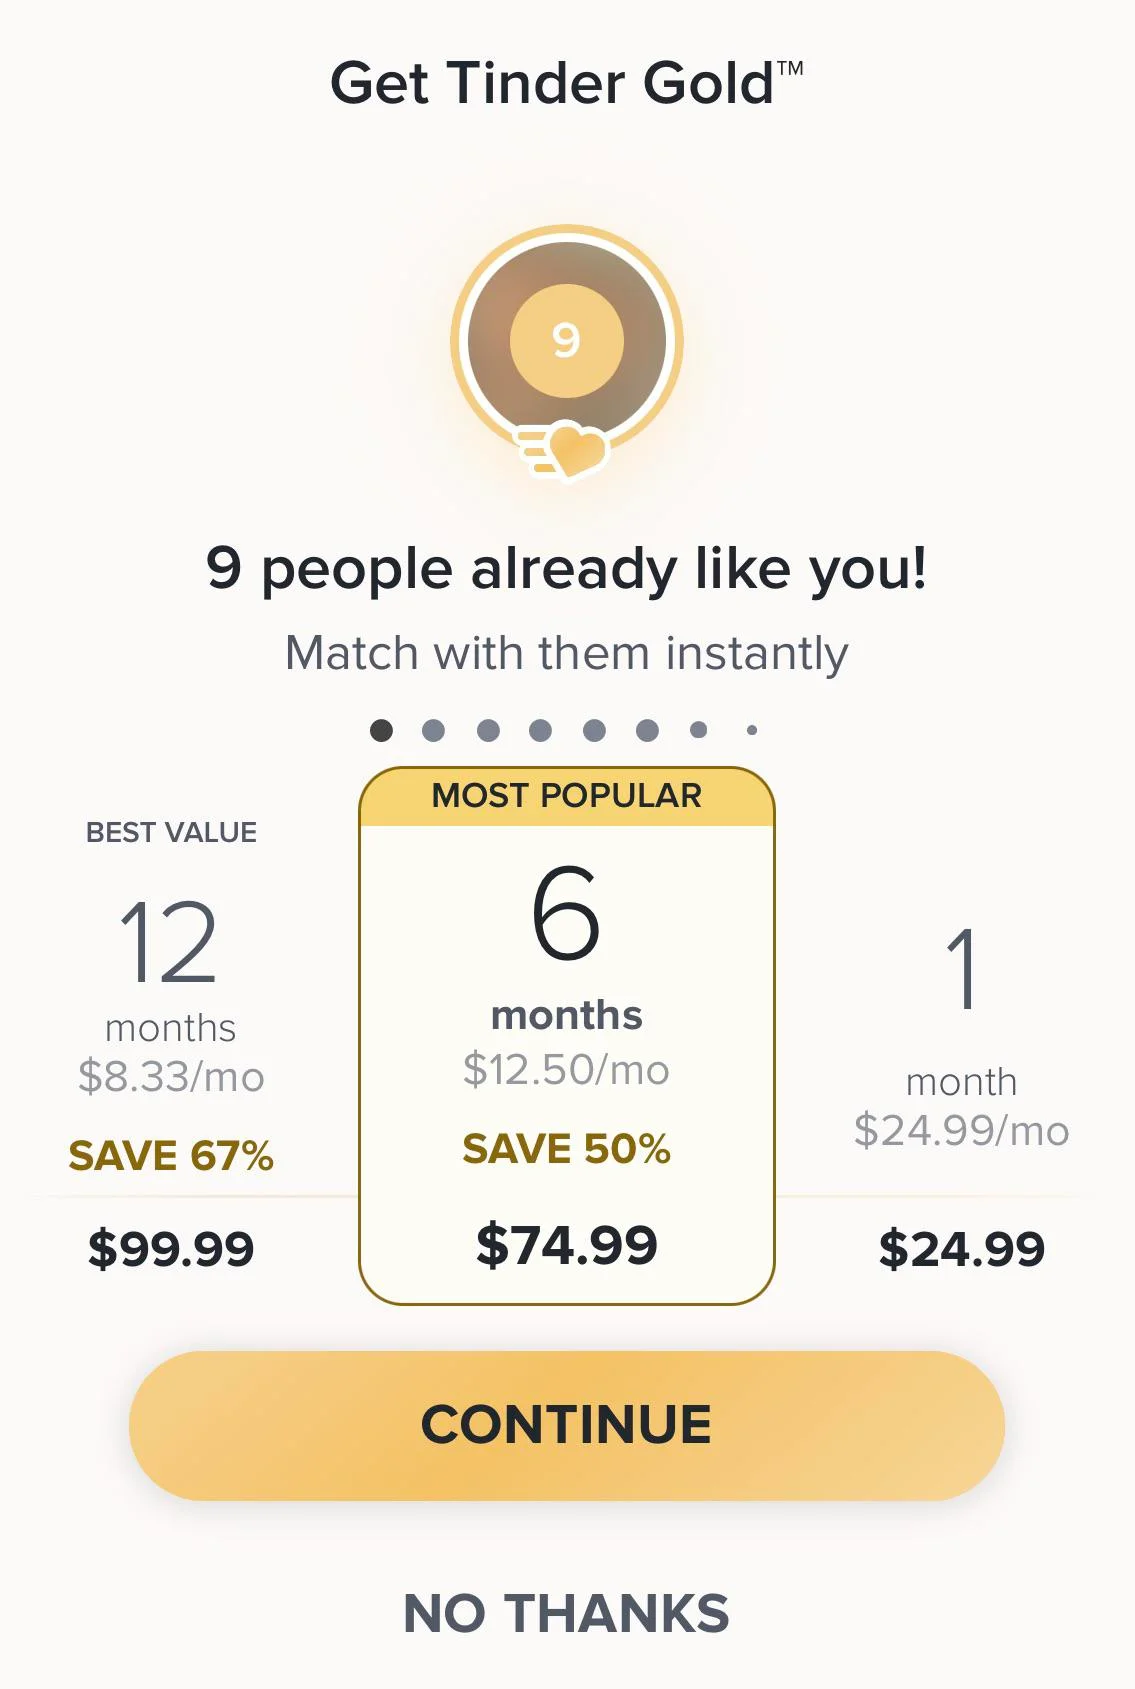 Get Tinder Gold™
9
9 people already like you!
Match with them instantly
BEST VALUE
12
months
$8.33/mo
SAVE 67%
$99.99
MOST POPULAR
6
months
$12.50/mo
SAVE 50%
$74.99
1
month
$24.99/mo
$24.99
CONTINUE
NO THANKS